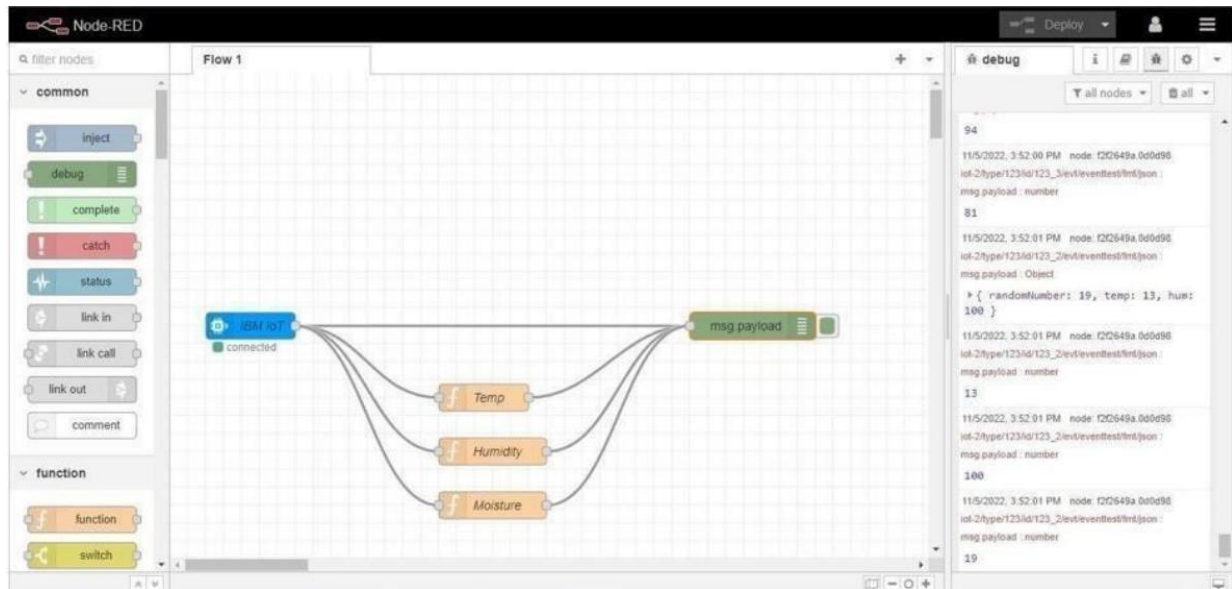 Node-RED
Deploy
filter nodes
common
inject
debug
complete
catch
status
link in
link call
link out
comment
function
function
switch
Flow 1
IBM IoT
connected
Temp
Humidity
Moisture
msg.payload
debug
all nodes
all
94
11/5/2022, 3:52:00 PM node: f2f2649a.0d0d98
iot-2/type/123/id/123_3/evt/eventtest/fmt/json :
msg.payload : number
81
11/5/2022, 3:52:01 PM node: f2f2649a.0d0d98
iot-2/type/123/id/123_2/evt/eventtest/fmt/json :
msg.payload : Object
{ randomNumber: 19, temp: 13, hum:
100 }
11/5/2022, 3:52:01 PM node: f2f2649a.0d0d98
iot-2/type/123/id/123_2/evt/eventtest/fmt/json :
msg.payload : number
13
11/5/2022, 3:52:01 PM node: f2f2649a.0d0d98
iot-2/type/123/id/123_2/evt/eventtest/fmt/json :
msg.payload : number
100
11/5/2022, 3:52:01 PM node: f2f2649a.0d0d98
iot-2/type/123/id/123_2/evt/eventtest/fmt/json :
msg.payload : number
19